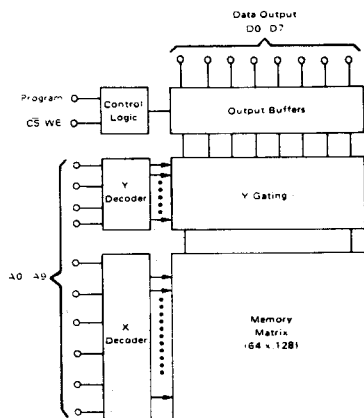 Data Output
D0 D7
Program
Control
Logic
CS WE
Output Buffers
Y
Decoder
Y Gating
A0 A9
X
Decoder
Memory
Matrix
(64 x 128)